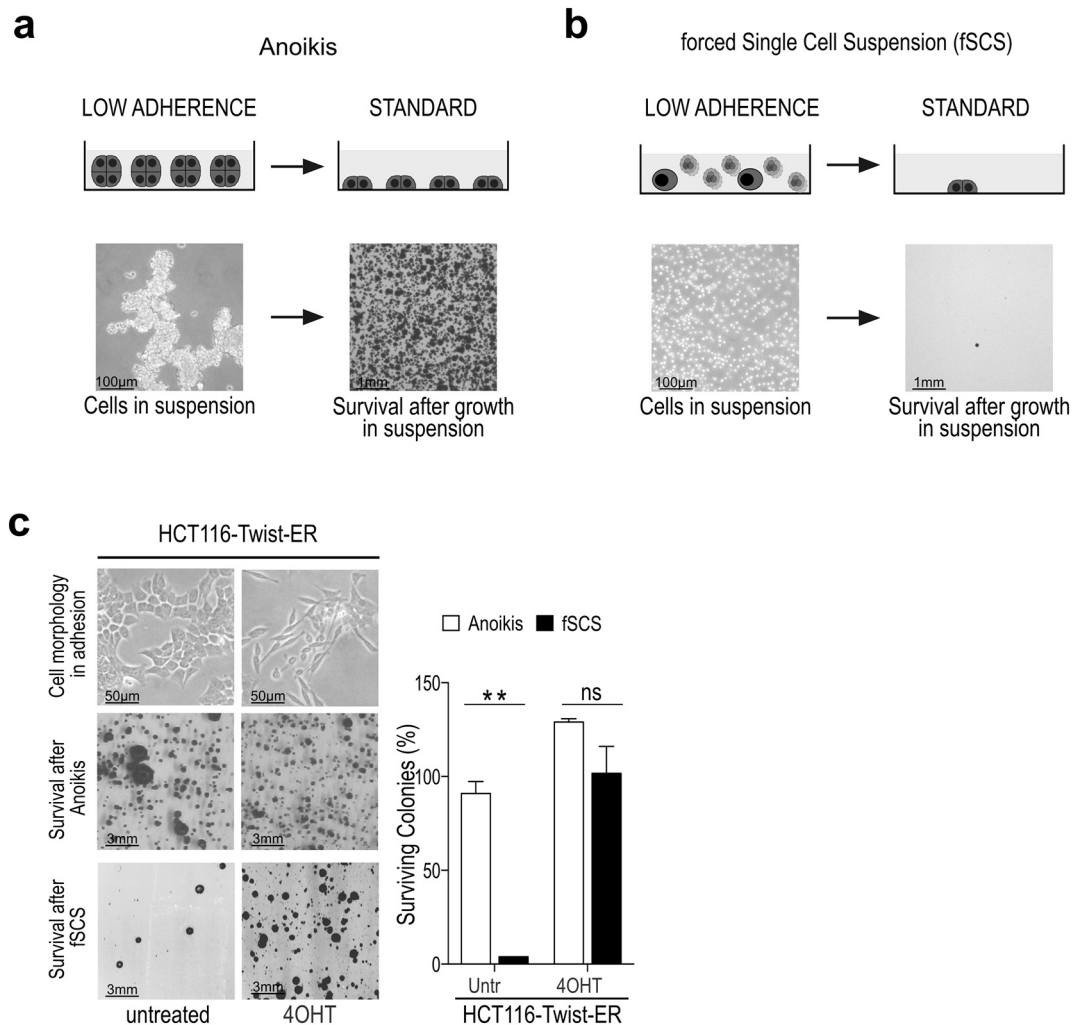 a
Anoikis
LOW ADHERENCE
STANDARD
100µm
1mm
Cells in suspension
Survival after growth
in suspension
b
forced Single Cell Suspension (fSCS)
LOW ADHERENCE
STANDARD
100µm
1mm
Cells in suspension
Survival after growth
in suspension
c
HCT116-Twist-ER
Cell morphology
in adhesion
50µm
50µm
Survival after
Anoikis
3mm
3mm
Survival after
fSCS
3mm
3mm
untreated
4OHT
Anoikis
fSCS
Surviving Colonies (%)
150
100
50
0
**
ns
Untr
4OHT
HCT116-Twist-ER